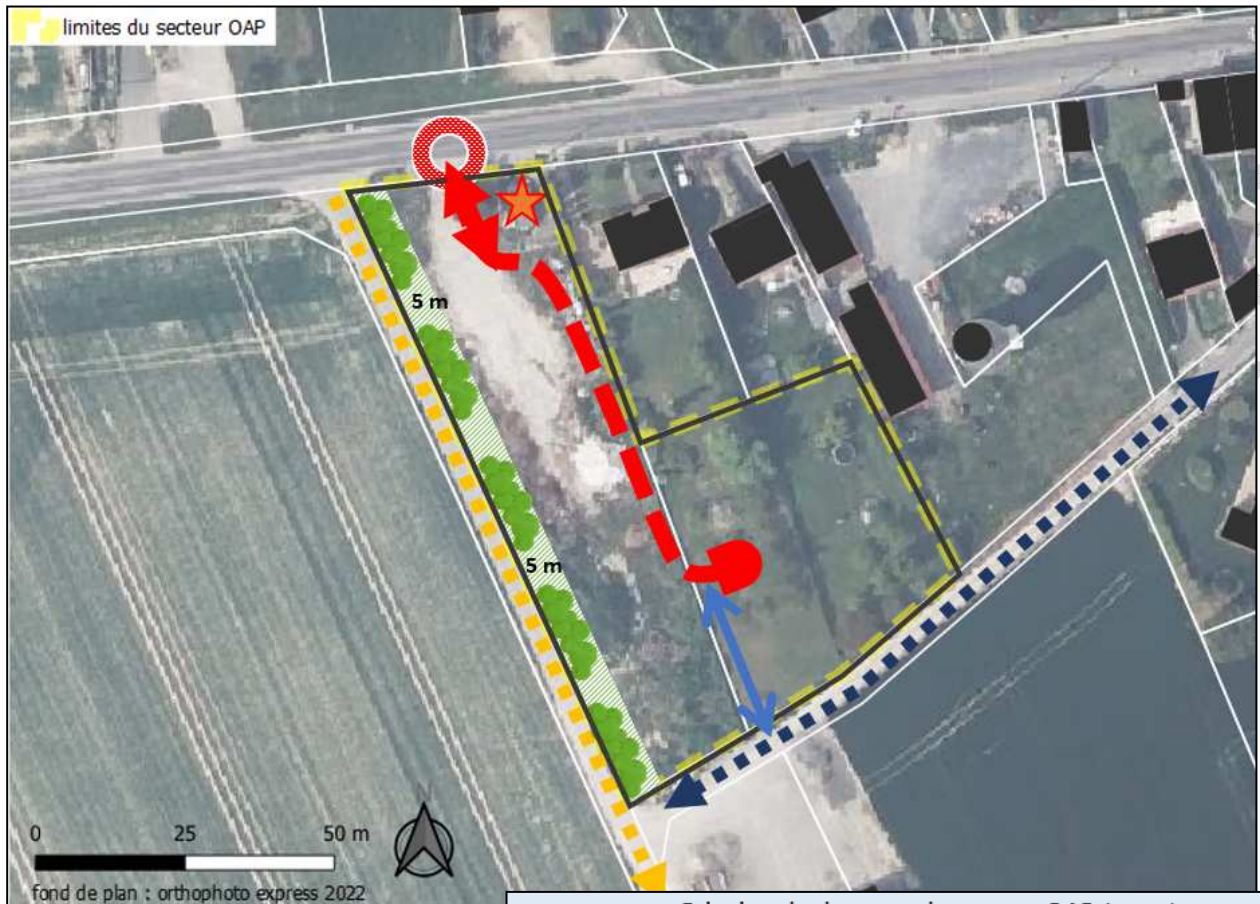 limites du secteur OAP
5 m
5 m
N
0 25 50 m
fond de plan : orthophoto express 2022